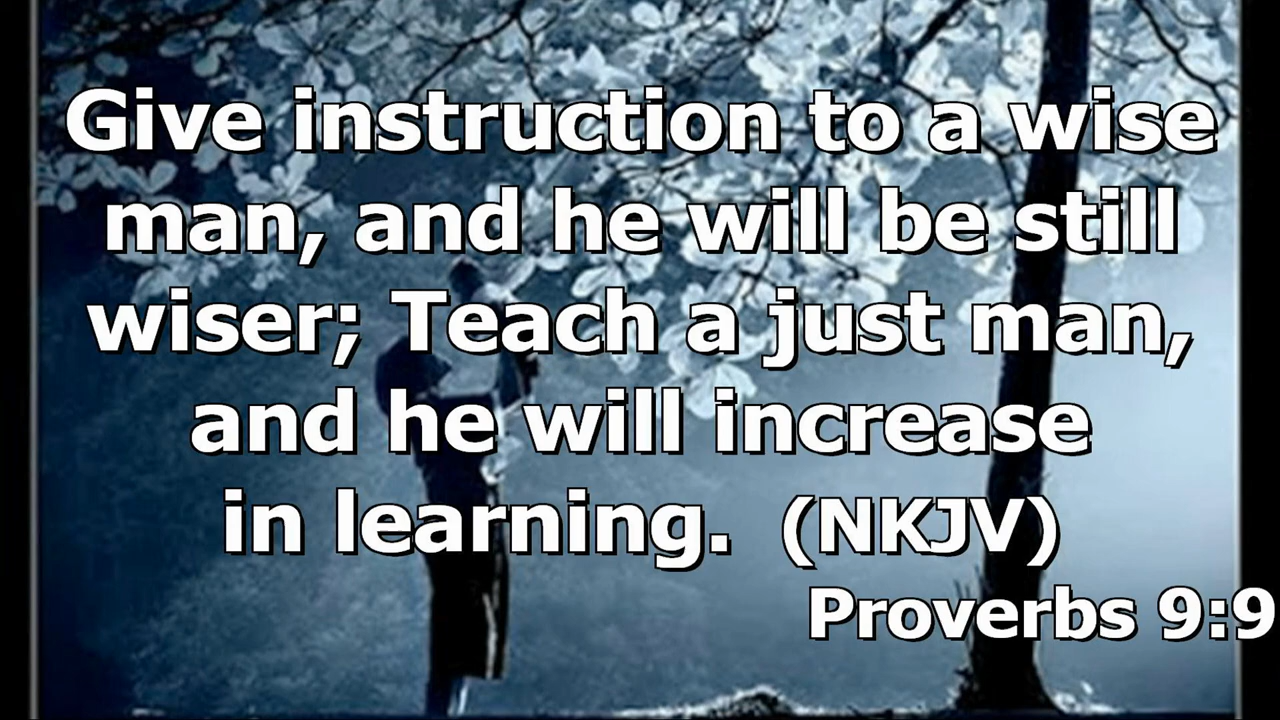 Give instruction to a wise
man, and he will be still
wiser; Teach a just man,
and he will increase
in learning.  (NKJV)
Proverbs 9:9